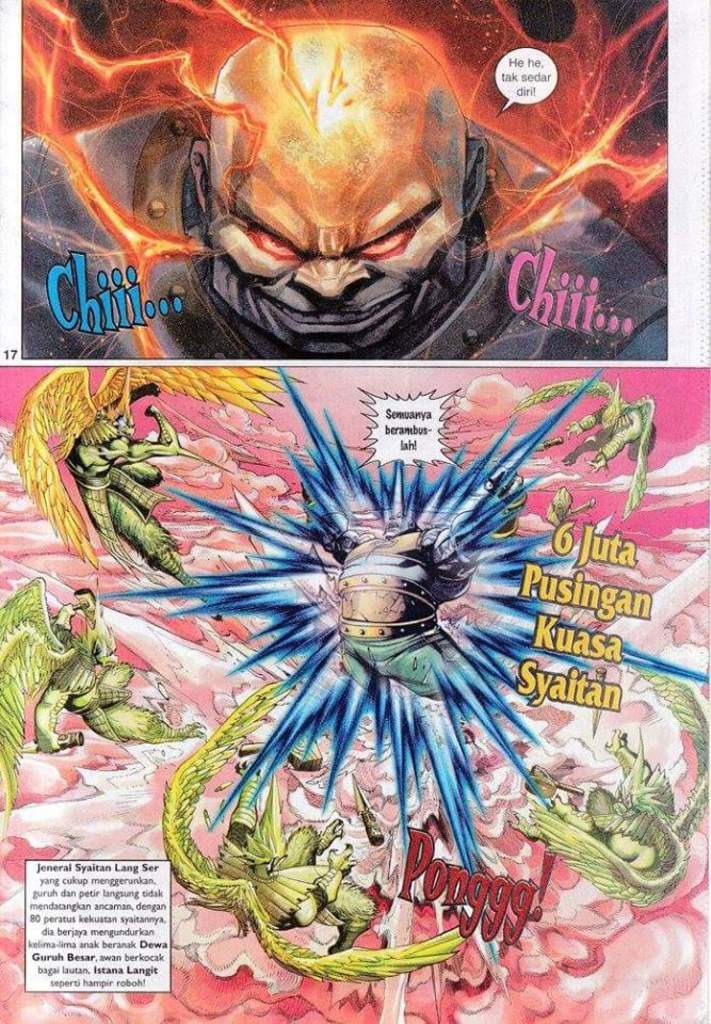 He he,
tak sedar
diri!
Chiii...
Chiii...
17
Semuanya
berambus-
lah!
6 Juta
Pusingan
Kuasa
Syaitan
Ponggg!
Jeneral Syaitan Lang Ser
yang cukup menggerunkan,
guruh dan petir langsung tidak
mendatangkan ancaman, dengan
80 peratus kekuatan syaitannya,
dia berjaya mengundurkan
kelima-lima anak beranak Dewa
Guruh Besar, awan berkocak
bagai lautan, Istana Langit
seperti hampir roboh!